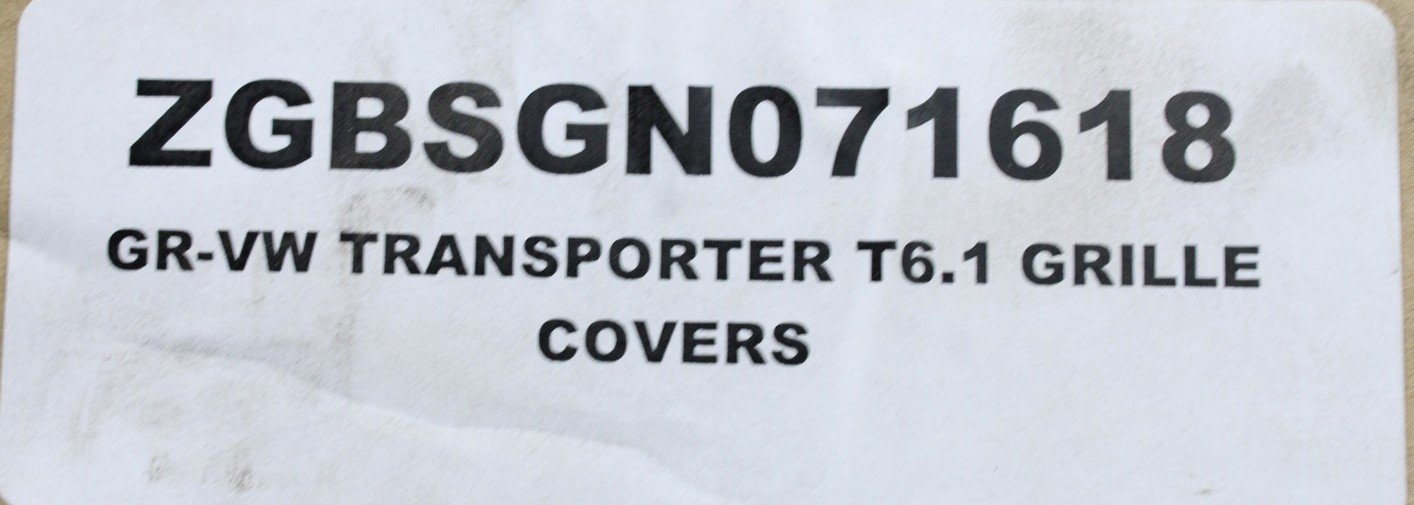 ZGBSGN071618
GR-VW TRANSPORTER T6.1 GRILLE
COVERS